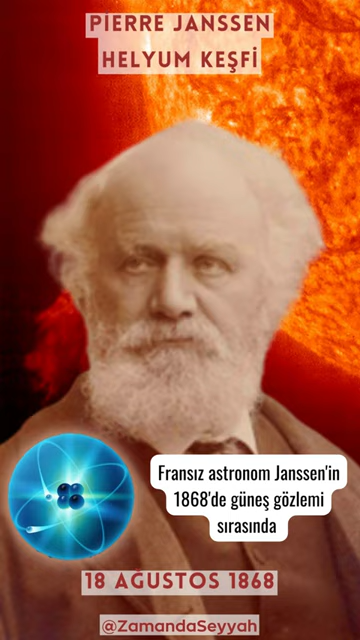 PIERRE JANSSEN
HELYUM KEŞFİ
Fransız astronom Janssen'in
1868'de güneş gözlemi
sırasında
18 AĞUSTOS 1868
@ZamandaSeyyah